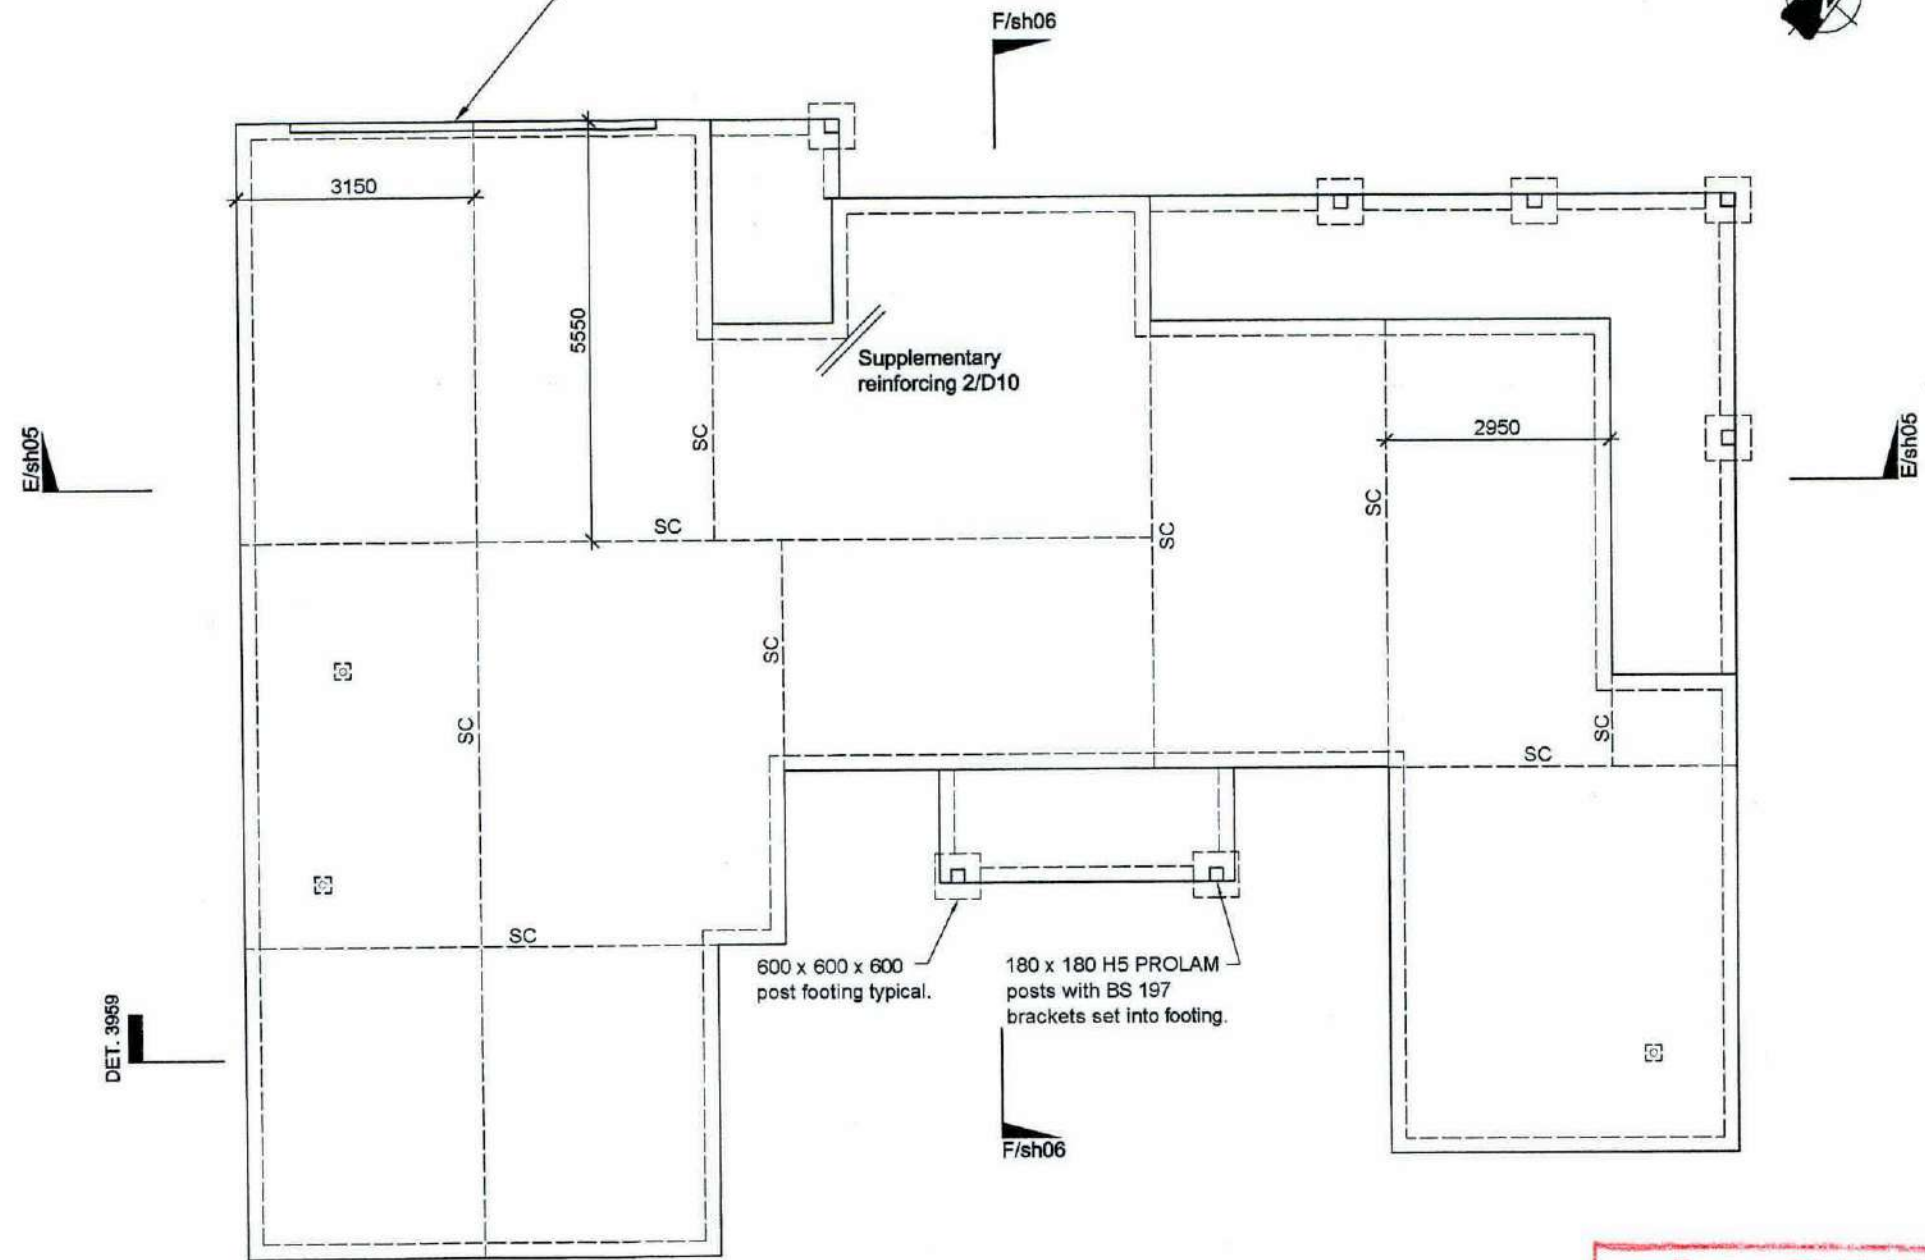 F/sh06
3150
5550
Supplementary
reinforcing 2/D10
SC
2950
E/sh05
E/sh05
SC
SC
SC
SC
SC
SC
SC
SC
SC
600 x 600 x 600
post footing typical.
180 x 180 H5 PROLAM
posts with BS 197
brackets set into footing.
DET. 3959
F/sh06